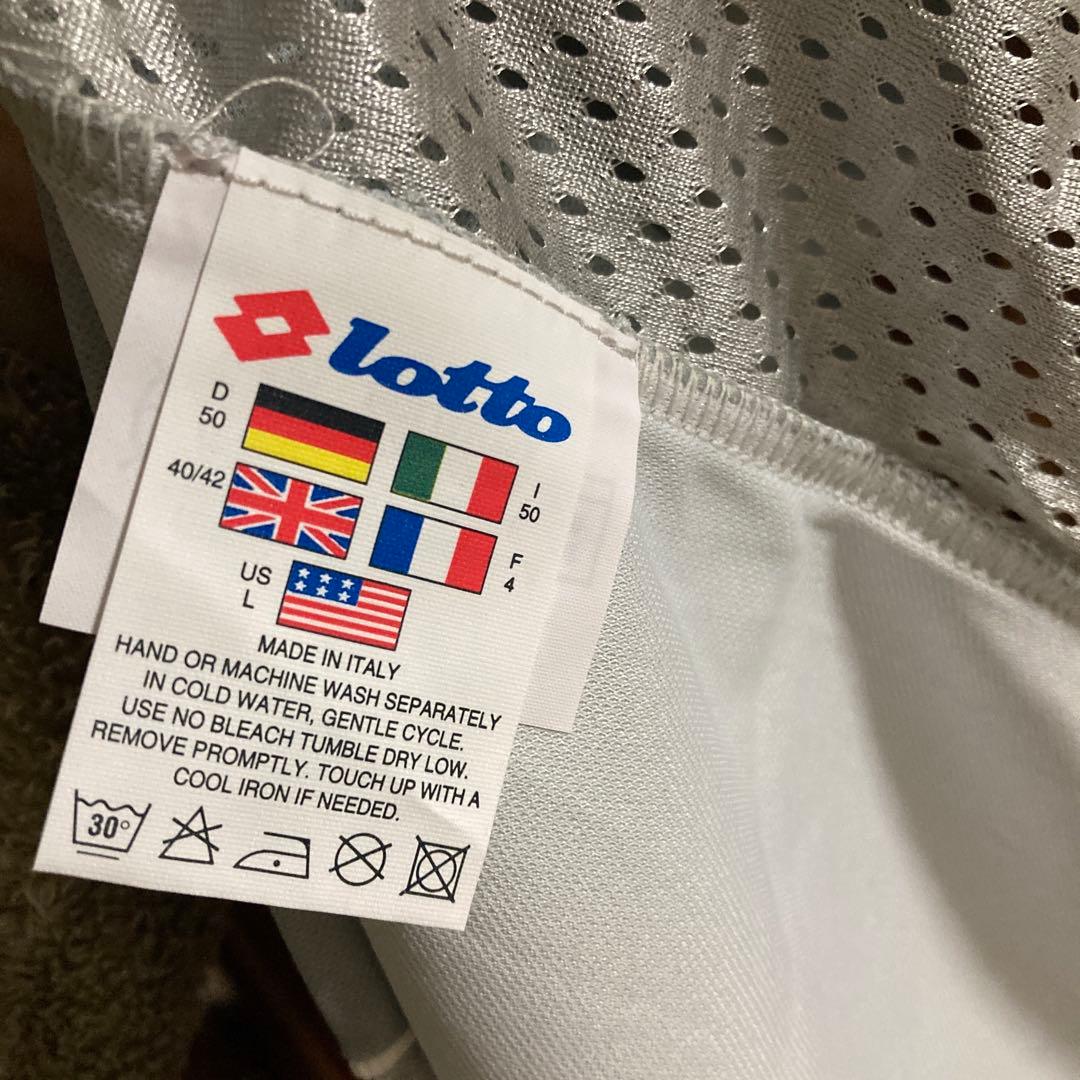 lotto
D
50
I
50
40/42
F
4
US
L
MADE IN ITALY
HAND OR MACHINE WASH SEPARATELY
IN COLD WATER, GENTLE CYCLE.
USE NO BLEACH TUMBLE DRY LOW.
REMOVE PROMPTLY. TOUCH UP WITH A
COOL IRON IF NEEDED.
30°